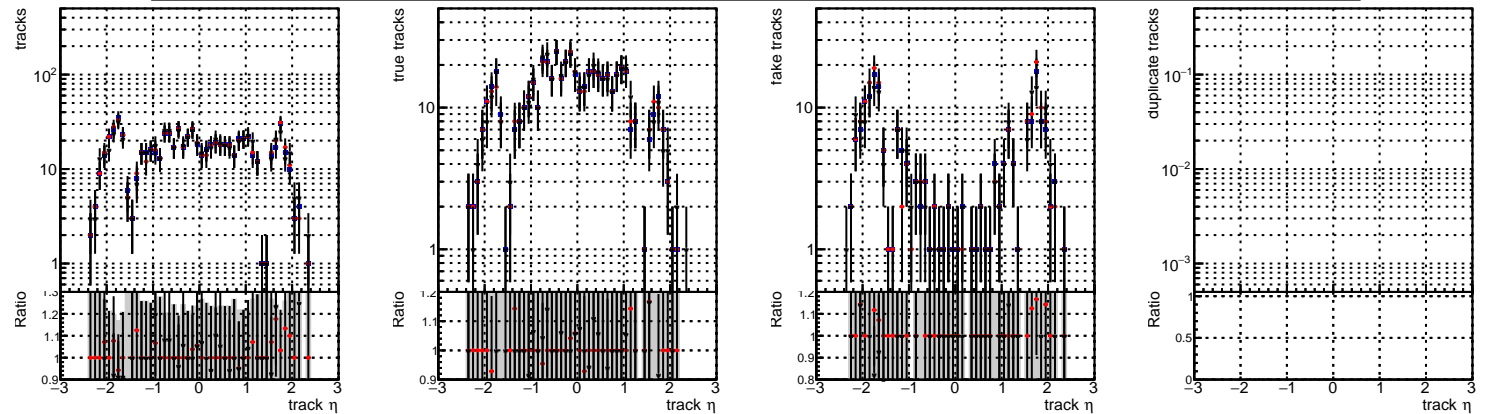 tracks
10²
10
1
Ratio
1.3
1.2
1.1
1
0.9
−3 −2 −1 0 1 2 3
track η
true tracks
10
1
Ratio
1.2
1.1
1
0.9
−3 −2 −1 0 1 2 3
track η
fake tracks
10
1
Ratio
1.2
1.1
1
0.9
0.8
−3 −2 −1 0 1 2 3
track η
duplicate tracks
10⁻¹
10⁻²
10⁻³
Ratio
1
0.5
0
−3 −2 −1 0 1 2 3
track η